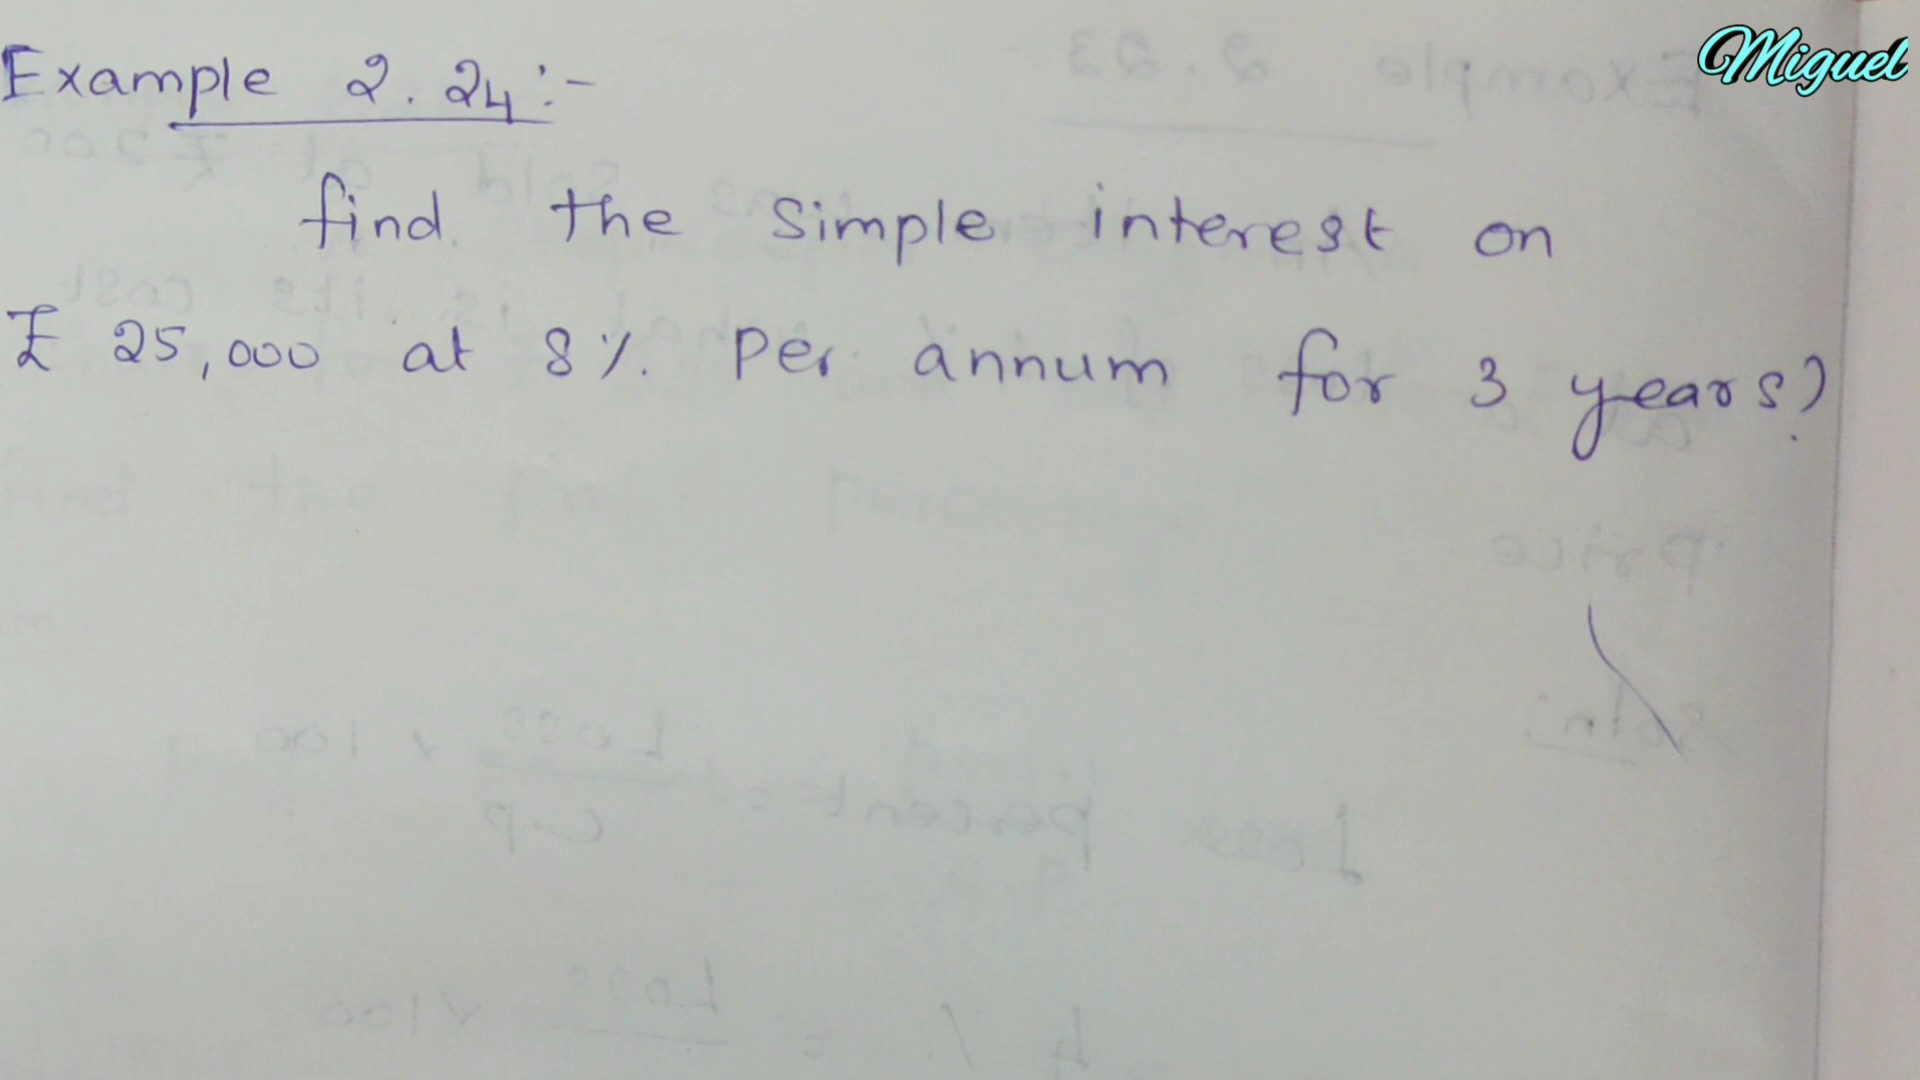 Example 2.24:-
find the Simple interest on
₹ 25,000 at 8%. Per annum for 3 years?
Miguel